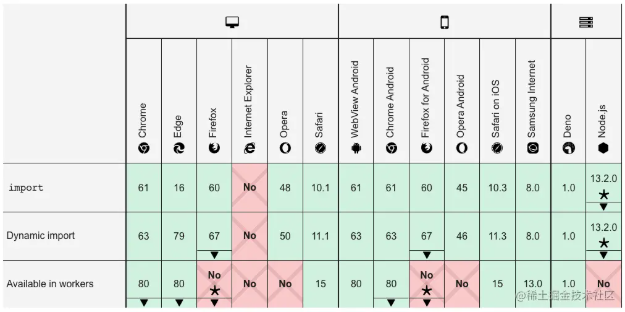 Chrome Edge Firefox Internet Explorer Opera Safari WebView Android Chrome Android Firefox for Android Opera Android Safari on iOS Samsung Internet Deno Node.js
import 61 16 60 No 48 10.1 61 61 60 45 10.3 8.0 1.0 13.2.0 *
Dynamic import 63 79 67 No 50 11.1 63 63 67 46 11.3 8.0 1.0 13.2.0 *
Available in workers 80 80 No * No No 15 80 80 No * No 15 13.0 1.0 No
@稀土掘金技术社区